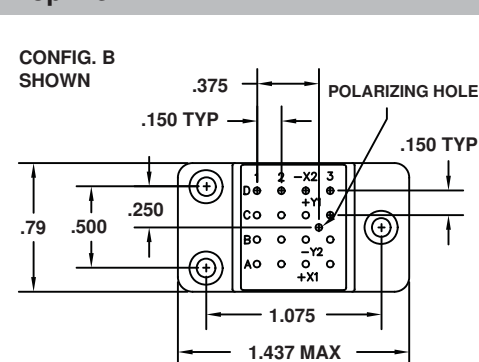 CONFIG. B
SHOWN
.375
POLARIZING HOLE
.150 TYP
.150 TYP
1 2 -X2 3
D
+Y1
C
.250
.79
.500
B
-Y2
A
+X1
1.075
1.437 MAX